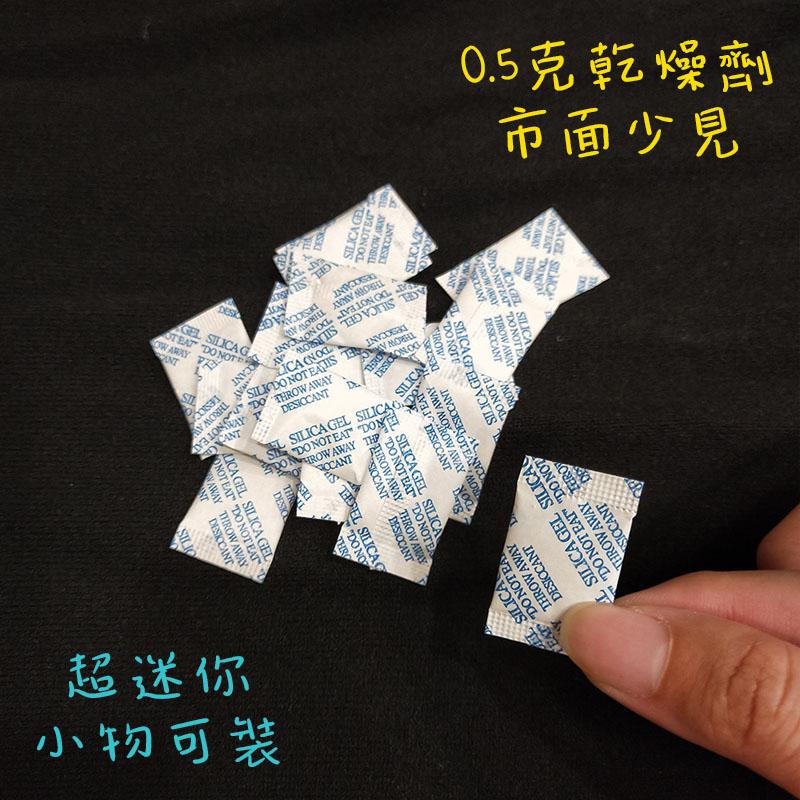 0.5克乾燥劑
市面少見
SILICA GEL
"DO NOT EAT"
THROW AWAY
DESICCANT
超迷你
小物可裝